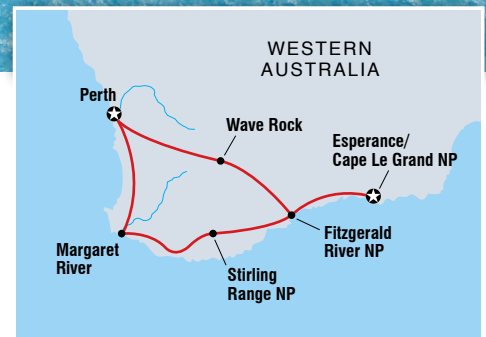 WESTERN
AUSTRALIA
Perth
Wave Rock
Esperance/
Cape Le Grand NP
Margaret
River
Stirling
Range NP
Fitzgerald
River NP